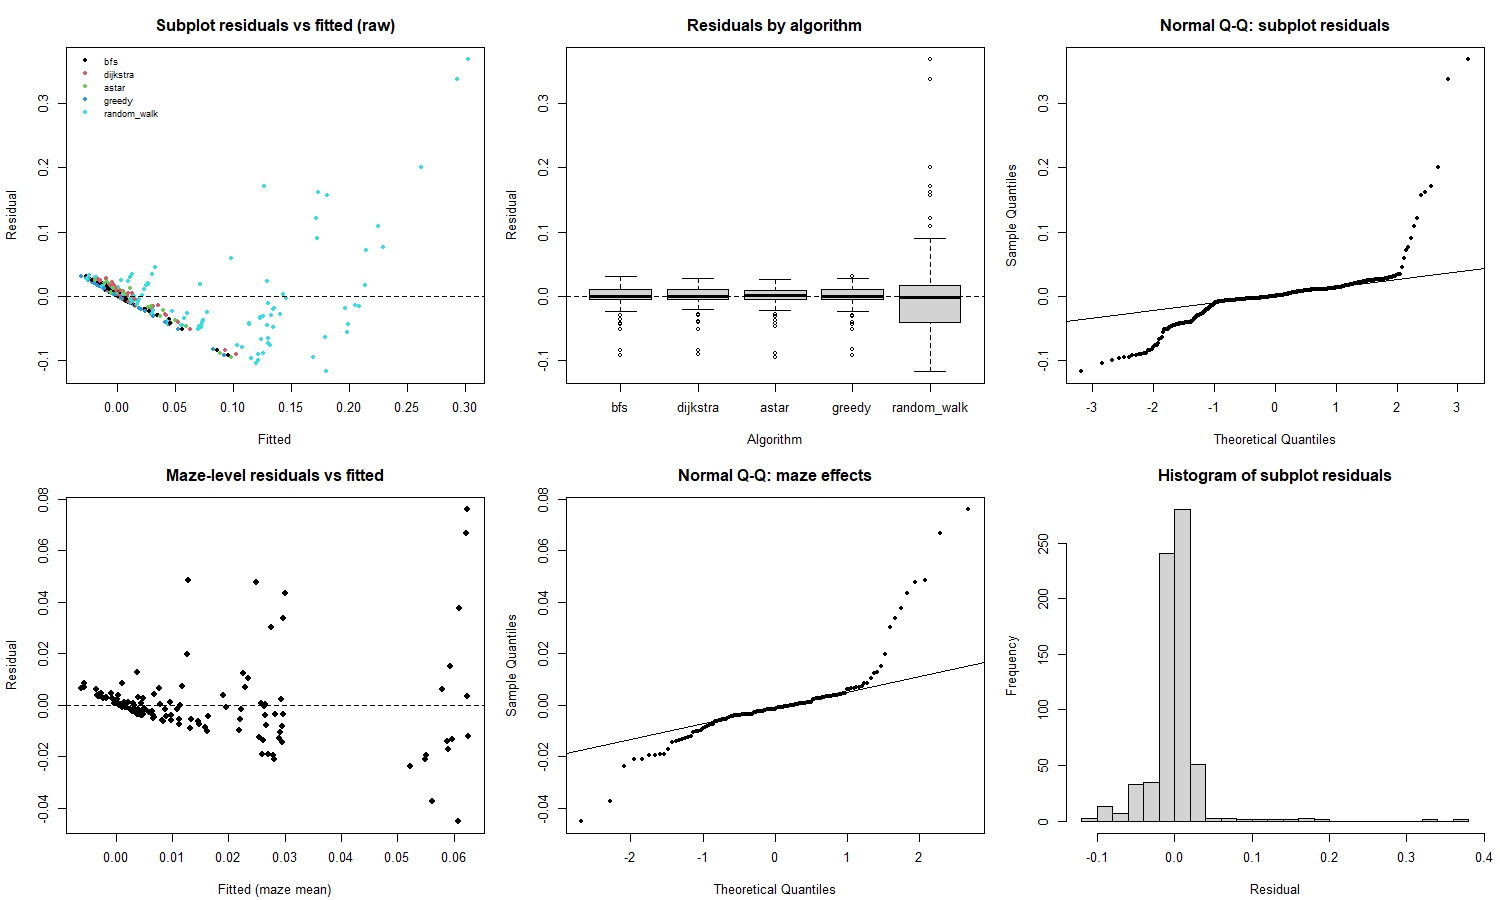 Subplot residuals vs fitted (raw)
Residual
0.3
0.2
0.1
0.0
-0.1
bfs
dijkstra
astar
greedy
random_walk
0.00 0.05 0.10 0.15 0.20 0.25 0.30
Fitted
Residuals by algorithm
Residual
0.3
0.2
0.1
0.0
-0.1
bfs dijkstra astar greedy random_walk
Algorithm
Normal Q-Q: subplot residuals
Sample Quantiles
0.3
0.2
0.1
0.0
-0.1
-3 -2 -1 0 1 2 3
Theoretical Quantiles
Maze-level residuals vs fitted
Residual
0.08
0.06
0.04
0.02
0.00
-0.02
-0.04
0.00 0.01 0.02 0.03 0.04 0.05 0.06
Fitted (maze mean)
Normal Q-Q: maze effects
Sample Quantiles
0.08
0.06
0.04
0.02
0.00
-0.02
-0.04
-2 -1 0 1 2
Theoretical Quantiles
Histogram of subplot residuals
Frequency
250
200
150
100
50
0
-0.1 0.0 0.1 0.2 0.3 0.4
Residual